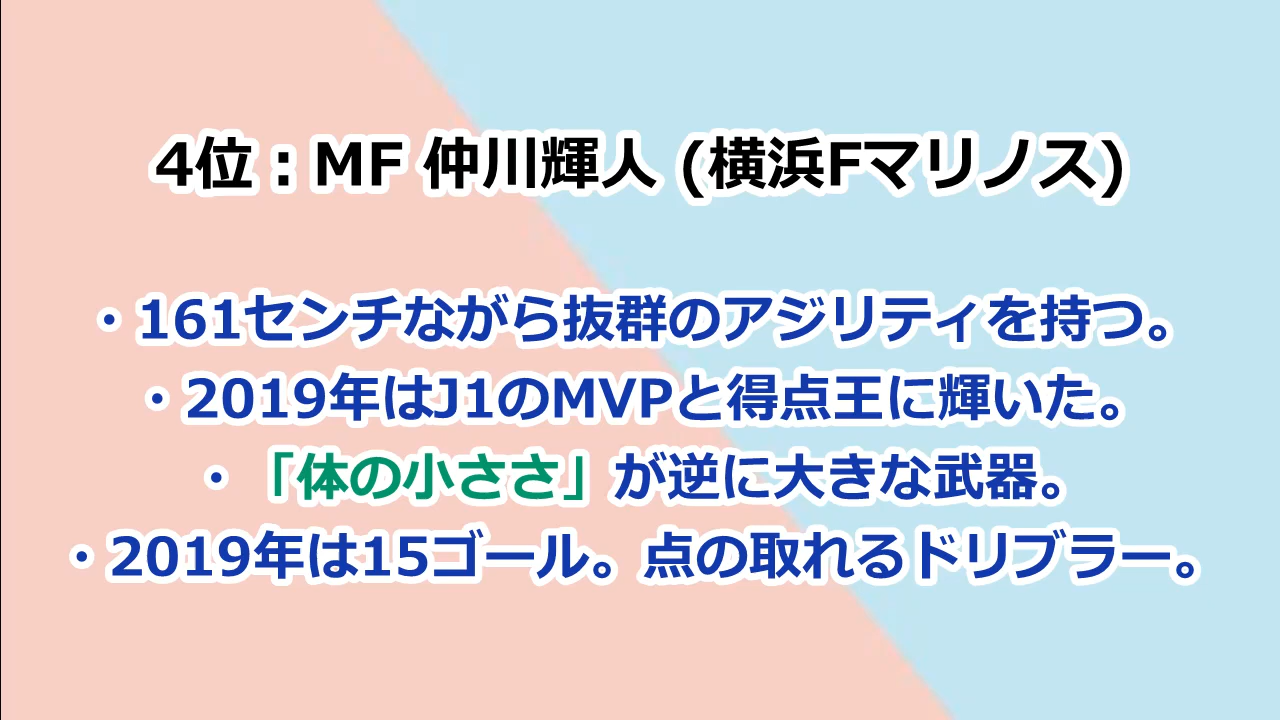 4位：MF 仲川輝人 (横浜Fマリノス)
・161センチながら抜群のアジリティを持つ。
・2019年はJ1のMVPと得点王に輝いた。
・「体の小ささ」が逆に大きな武器。
・2019年は15ゴール。点の取れるドリブラー。